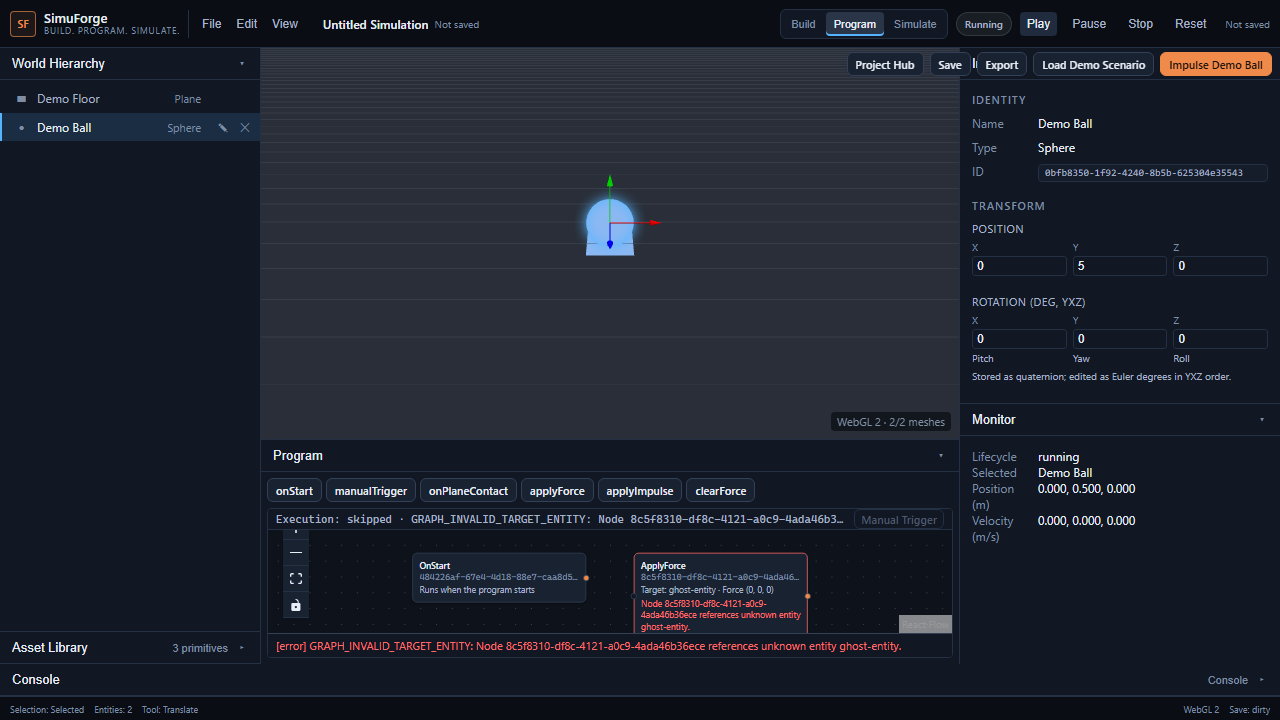 SF
SimuForge
BUILD. PROGRAM. SIMULATE.
File Edit View
Untitled Simulation Not saved
Build Program Simulate
Running
Play Pause Stop Reset
Not saved
World Hierarchy
Demo Floor Plane
Demo Ball Sphere
Asset Library 3 primitives
Project Hub Save Export Load Demo Scenario Impulse Demo Ball
WebGL 2 · 2/2 meshes
Program
onStart manualTrigger onPlaneContact applyForce applyImpulse clearForce
Execution: skipped · GRAPH_INVALID_TARGET_ENTITY: Node 8c5f8310-df8c-4121-a0c9-4ada46b3…
Manual Trigger
OnStart
484226af-67e4-4d18-88e7-caa8d5…
Runs when the program starts
ApplyForce
8c5f8310-df8c-4121-a0c9-4ada46…
Target: ghost-entity · Force (0, 0, 0)
Node 8c5f8310-df8c-4121-a0c9-
4ada46b36ece references unknown entity
ghost-entity.
React Flow
[error] GRAPH_INVALID_TARGET_ENTITY: Node 8c5f8310-df8c-4121-a0c9-4ada46b36ece references unknown entity ghost-entity.
IDENTITY
Name Demo Ball
Type Sphere
ID 0bfb8350-1f92-4240-8b5b-625304e35543
TRANSFORM
POSITION
X Y Z
0 5 0
ROTATION (DEG, YXZ)
X Y Z
0 0 0
Pitch Yaw Roll
Stored as quaternion; edited as Euler degrees in YXZ order.
Monitor
Lifecycle running
Selected Demo Ball
Position (m) 0.000, 0.500, 0.000
Velocity (m/s) 0.000, 0.000, 0.000
Console Console
Selection: Selected Entities: 2 Tool: Translate
WebGL 2 Save: dirty